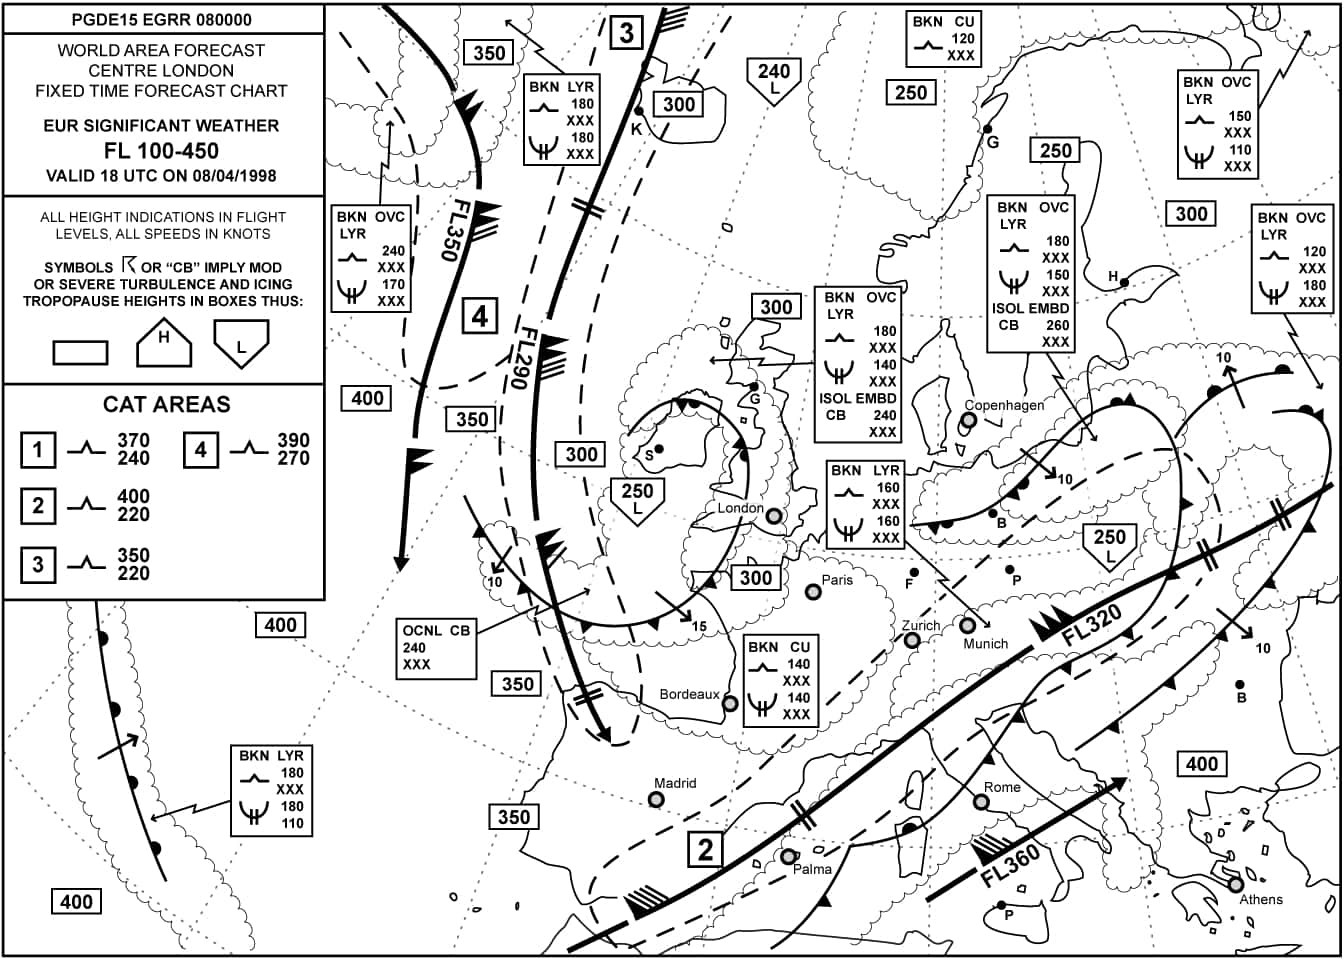 PGDE15 EGRR 080000
WORLD AREA FORECAST
CENTRE LONDON
FIXED TIME FORECAST CHART
EUR SIGNIFICANT WEATHER
FL 100-450
VALID 18 UTC ON 08/04/1998
ALL HEIGHT INDICATIONS IN FLIGHT
LEVELS, ALL SPEEDS IN KNOTS
SYMBOLS OR “CB” IMPLY MOD
OR SEVERE TURBULENCE AND ICING
TROPOPAUSE HEIGHTS IN BOXES THUS:
H
L
CAT AREAS
1 370
240
4 390
270
2 400
220
3 350
220
350
3
BKN LYR
180
XXX
180
XXX
300
K
240
L
BKN CU
120
XXX
250
G
250
BKN OVC
LYR
150
XXX
110
XXX
300
BKN OVC
LYR
240
XXX
170
XXX
FL350
4
FL290
400
350
300
BKN OVC
LYR
180
XXX
150
XXX
ISOL EMBD
CB 260
XXX
H
BKN OVC
LYR
120
XXX
180
XXX
300
BKN OVC
LYR
180
XXX
140
XXX
ISOL EMBD
CB 240
XXX
G
S
250
L
London
Copenhagen
10
10
BKN LYR
160
XXX
160
XXX
B
250
L
F
P
300
Paris
10
15
OCNL CB
240
XXX
350
Zurich
Munich
FL320
10
B
BKN CU
140
XXX
140
XXX
Bordeaux
400
BKN LYR
180
XXX
180
110
400
Madrid
350
2
Palma
Rome
FL360
P
400
Athens